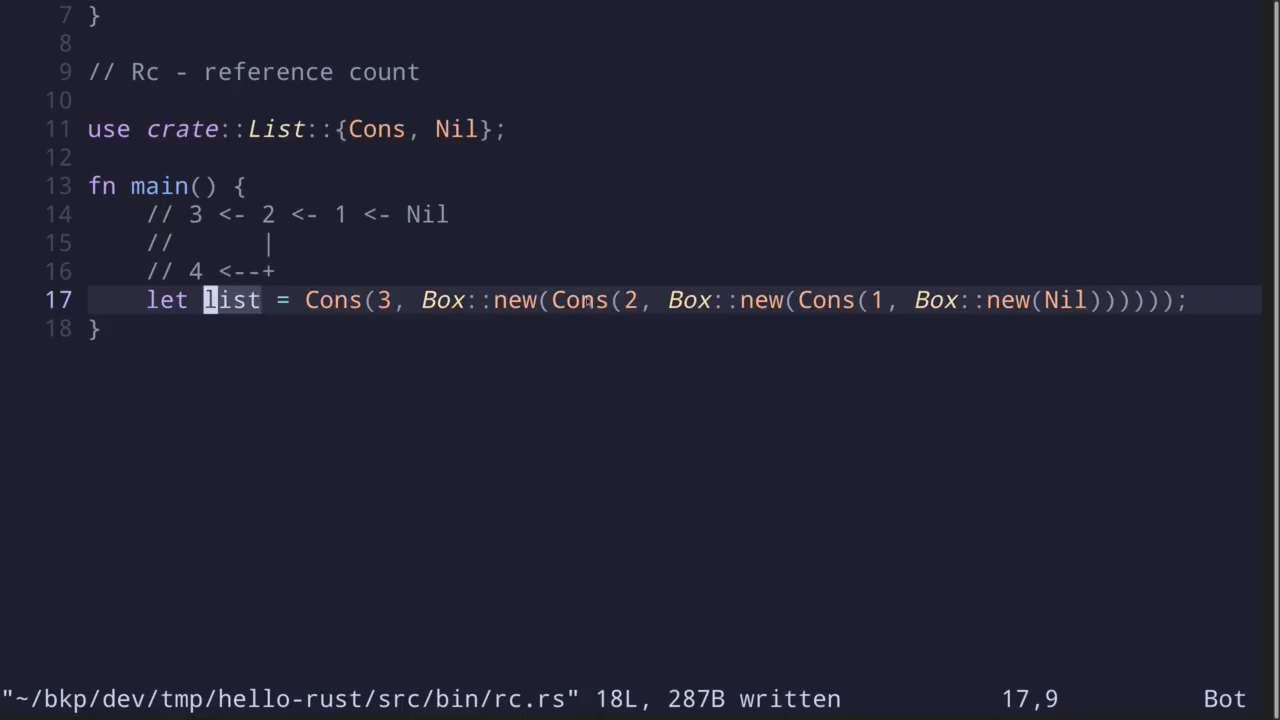 7 }
8
9 // Rc - reference count
10
11 use crate::List::{Cons, Nil};
12
13 fn main() {
14     // 3 <- 2 <- 1 <- Nil
15     //      |
16     // 4 <--+
17     let list = Cons(3, Box::new(Cons(2, Box::new(Cons(1, Box::new(Nil))))));
18 }
"~/bkp/dev/tmp/hello-rust/src/bin/rc.rs" 18L, 287B written 17,9 Bot